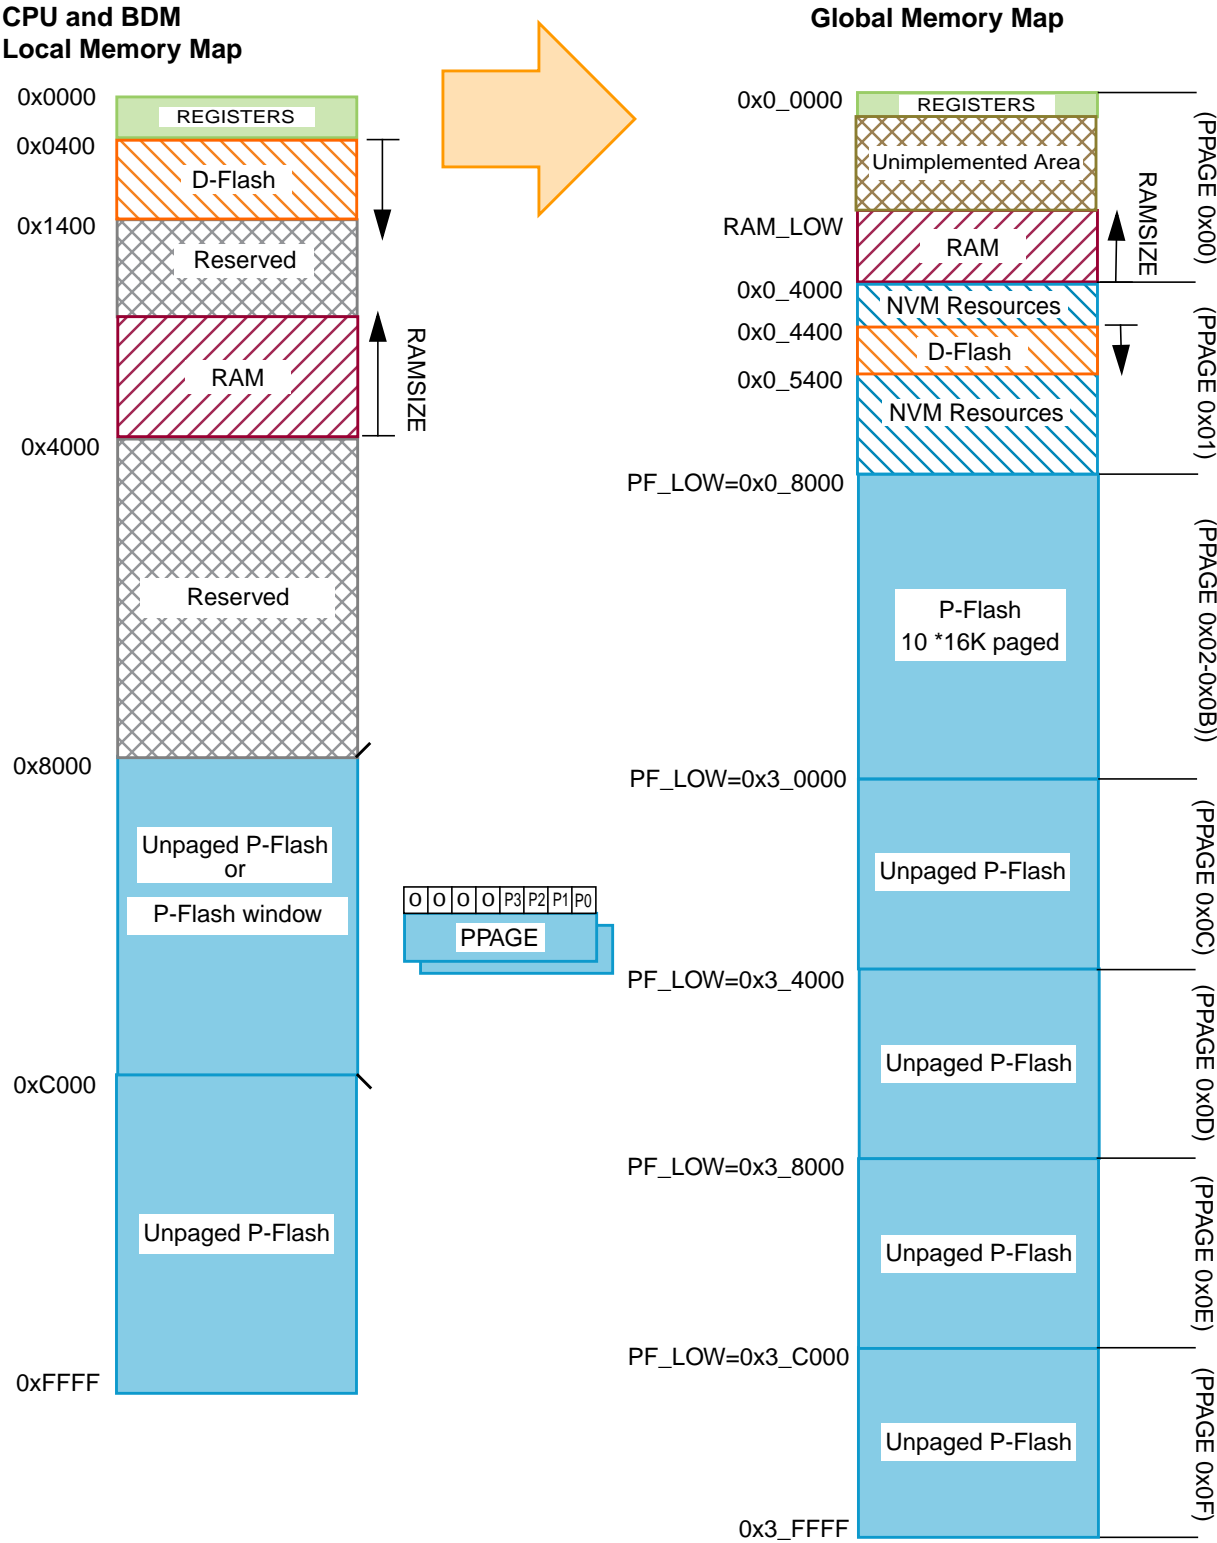 CPU and BDM
Local Memory Map
0x0000
REGISTERS
0x0400
D-Flash
0x1400
Reserved
RAM
RAMSIZE
0x4000
Reserved
0x8000
Unpaged P-Flash
or
P-Flash window
0xC000
Unpaged P-Flash
0xFFFF
0 0 0 0 P3 P2 P1 P0
PPAGE
Global Memory Map
0x0_0000
REGISTERS
Unimplemented Area
(PPAGE 0x00)
RAM_LOW
RAM
RAMSIZE
0x0_4000
NVM Resources
0x0_4400
D-Flash
0x0_5400
NVM Resources
(PPAGE 0x01)
PF_LOW=0x0_8000
P-Flash
10 *16K paged
(PPAGE 0x02-0x0B))
PF_LOW=0x3_0000
Unpaged P-Flash
(PPAGE 0x0C)
PF_LOW=0x3_4000
Unpaged P-Flash
(PPAGE 0x0D)
PF_LOW=0x3_8000
Unpaged P-Flash
(PPAGE 0x0E)
PF_LOW=0x3_C000
Unpaged P-Flash
(PPAGE 0x0F)
0x3_FFFF